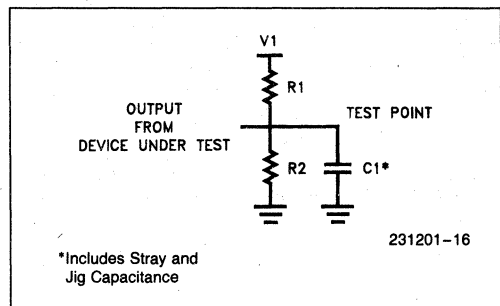 V1
R1
OUTPUT
FROM
DEVICE UNDER TEST
TEST POINT
R2
C1*
231201-16
*Includes Stray and
Jig Capacitance